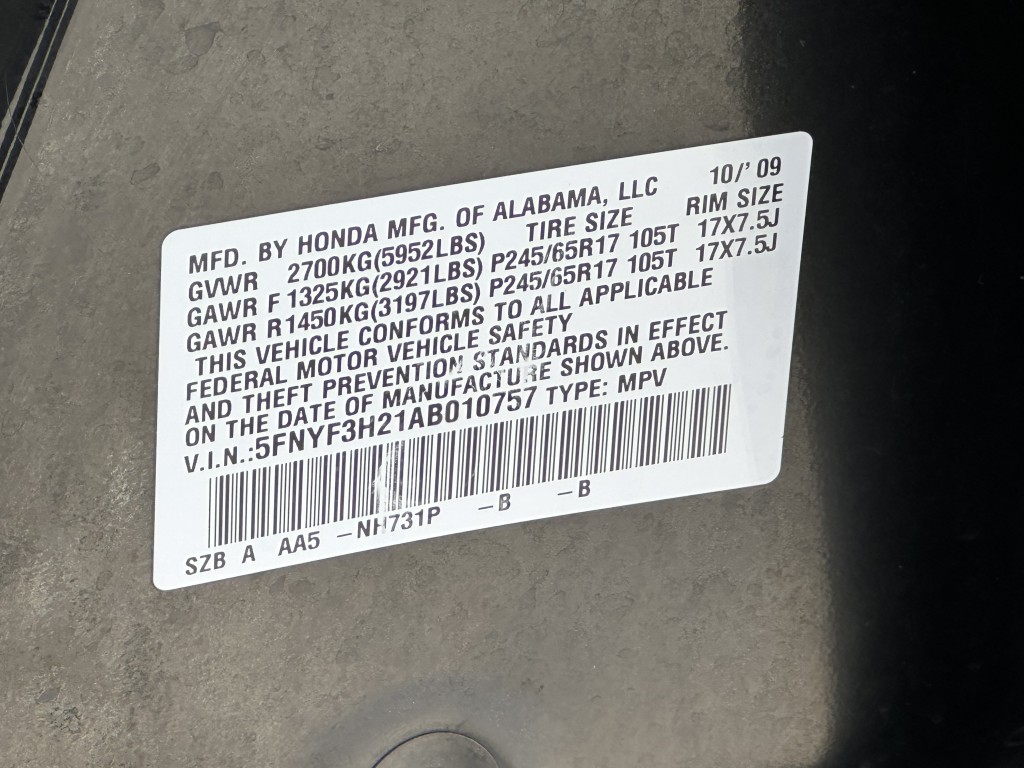 MFD. BY HONDA MFG. OF ALABAMA, LLC 10/' 09
GVWR 2700KG(5952LBS) TIRE SIZE RIM SIZE
GAWR F 1325KG(2921LBS) P245/65R17 105T 17X7.5J
GAWR R1450KG(3197LBS) P245/65R17 105T 17X7.5J
THIS VEHICLE CONFORMS TO ALL APPLICABLE
FEDERAL MOTOR VEHICLE SAFETY
AND THEFT PREVENTION STANDARDS IN EFFECT
ON THE DATE OF MANUFACTURE SHOWN ABOVE.
V.I.N.:5FNYF3H21AB010757 TYPE: MPV
SZB A AA5 –NH731P –B –B